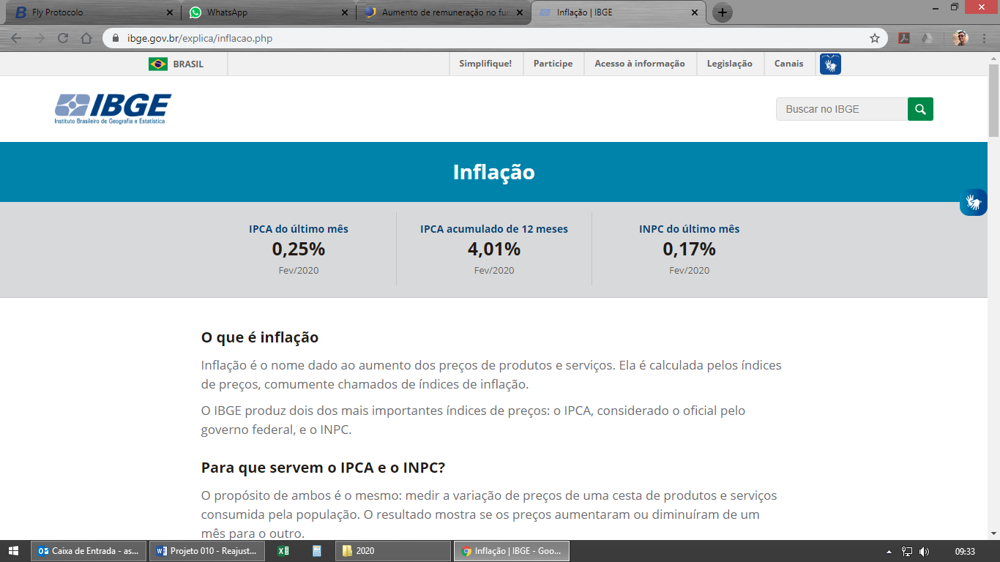 Fly Protocolo
WhatsApp
Aumento de remuneração no fu
Inflação | IBGE
ibge.gov.br/explica/inflacao.php
BRASIL
Simplifique!
Participe
Acesso à informação
Legislação
Canais
IBGE
Instituto Brasileiro de Geografia e Estatística
Buscar no IBGE
Inflação
IPCA do último mês
0,25%
Fev/2020
IPCA acumulado de 12 meses
4,01%
Fev/2020
INPC do último mês
0,17%
Fev/2020
O que é inflação
Inflação é o nome dado ao aumento dos preços de produtos e serviços. Ela é calculada pelos índices
de preços, comumente chamados de índices de inflação.
O IBGE produz dois dos mais importantes índices de preços: o IPCA, considerado o oficial pelo
governo federal, e o INPC.
Para que servem o IPCA e o INPC?
O propósito de ambos é o mesmo: medir a variação de preços de uma cesta de produtos e serviços
consumida pela população. O resultado mostra se os preços aumentaram ou diminuíram de um
mês para o outro.
Caixa de Entrada - as...
Projeto 010 - Reajust...
2020
Inflação | IBGE - Goo...
09:33